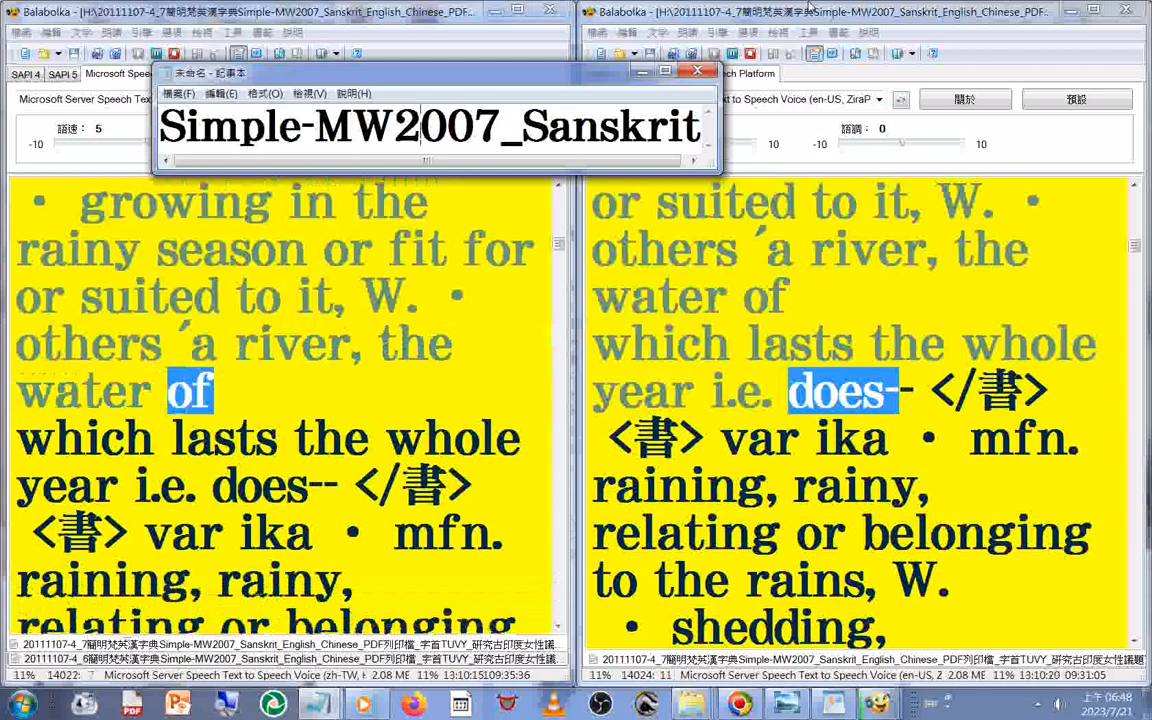 Balabolka - [H:\20111107-4_7簡明梵英漢字典Simple-MW2007_Sanskrit_English_Chinese_PDF...
Balabolka - [H:\20111107-4_7簡明梵英漢字典Simple-MW2007_Sanskrit_English_Chinese_PDF...
SAPI 4
SAPI 5
Microsoft Spee
未命名 - 記事本
檔案(F) 編輯(E) 格式(O) 檢視(V) 說明(H)
Simple-MW2007_Sanskrit
ch Platform
Microsoft Server Speech Text
t to Speech Voice (en-US, ZiraP
關於
預設
語速： 5
-10
語調： 0
10
10
• growing in the
rainy season or fit for
or suited to it, W. •
others ´a river, the
water of
which lasts the whole
year i.e. does-- </書>
<書> var ika • mfn.
raining, rainy,
relating or belonging
or suited to it, W. •
others ´a river, the
water of
which lasts the whole
year i.e. does-- </書>
<書> var ika • mfn.
raining, rainy,
relating or belonging
to the rains, W.
• shedding,
20111107-4_7簡明梵英漢字典Simple-MW2007_Sanskrit_English_Chinese_PDF列印檔_字首TUVY_研究古印度女性議...
20111107-4_6簡明梵英漢字典Simple-MW2007_Sanskrit_English_Chinese_PDF列印檔_字首TUVY_研究古印度女性議...
20111107-4_7簡明梵英漢字典Simple-MW2007_Sanskrit_English_Chinese_PDF列印檔_字首TUVY_研究古印度女性議題
11% 14022: Microsoft Server Speech Text to Speech Voice (zh-TW, 2.08 MB 13:10:15 | 09:35:36
11% 14024: Microsoft Server Speech Text to Speech Voice (en-US, 2.08 ME 13:10:20 | 09:31:05
上午 06:48
2023/7/21